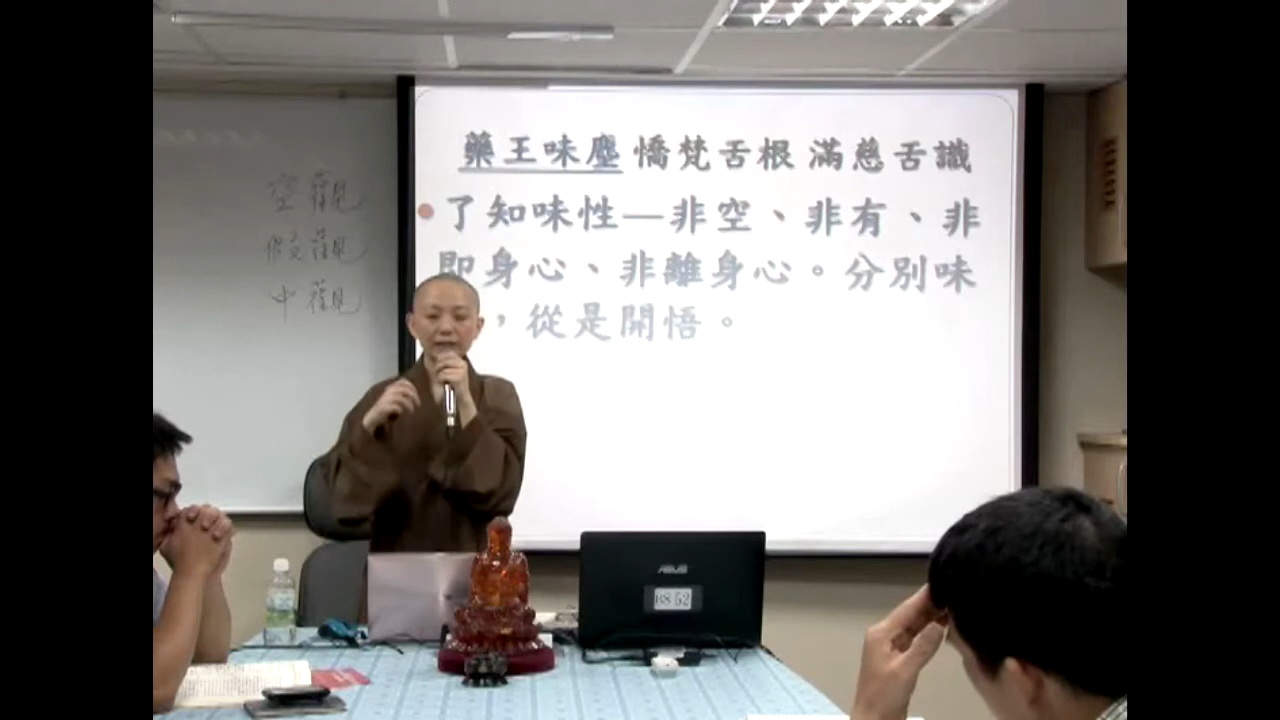 空觀
假觀
中觀
藥王味塵 憍梵舌根 滿慈舌識
了知味性—非空、非有、非
即身心、非離身心。分別味
，從是開悟。
ASUS